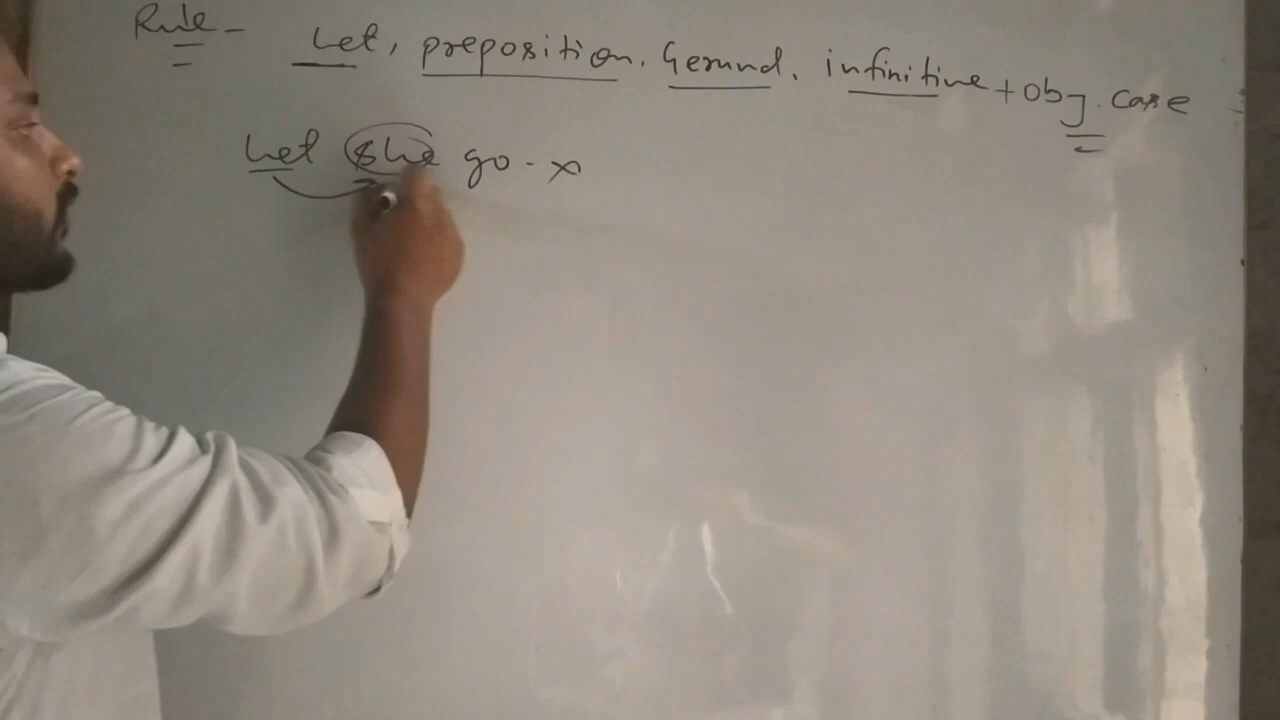 Rule - Let, preposition, Gerund, infinitive + obj. case
Let she go - ×